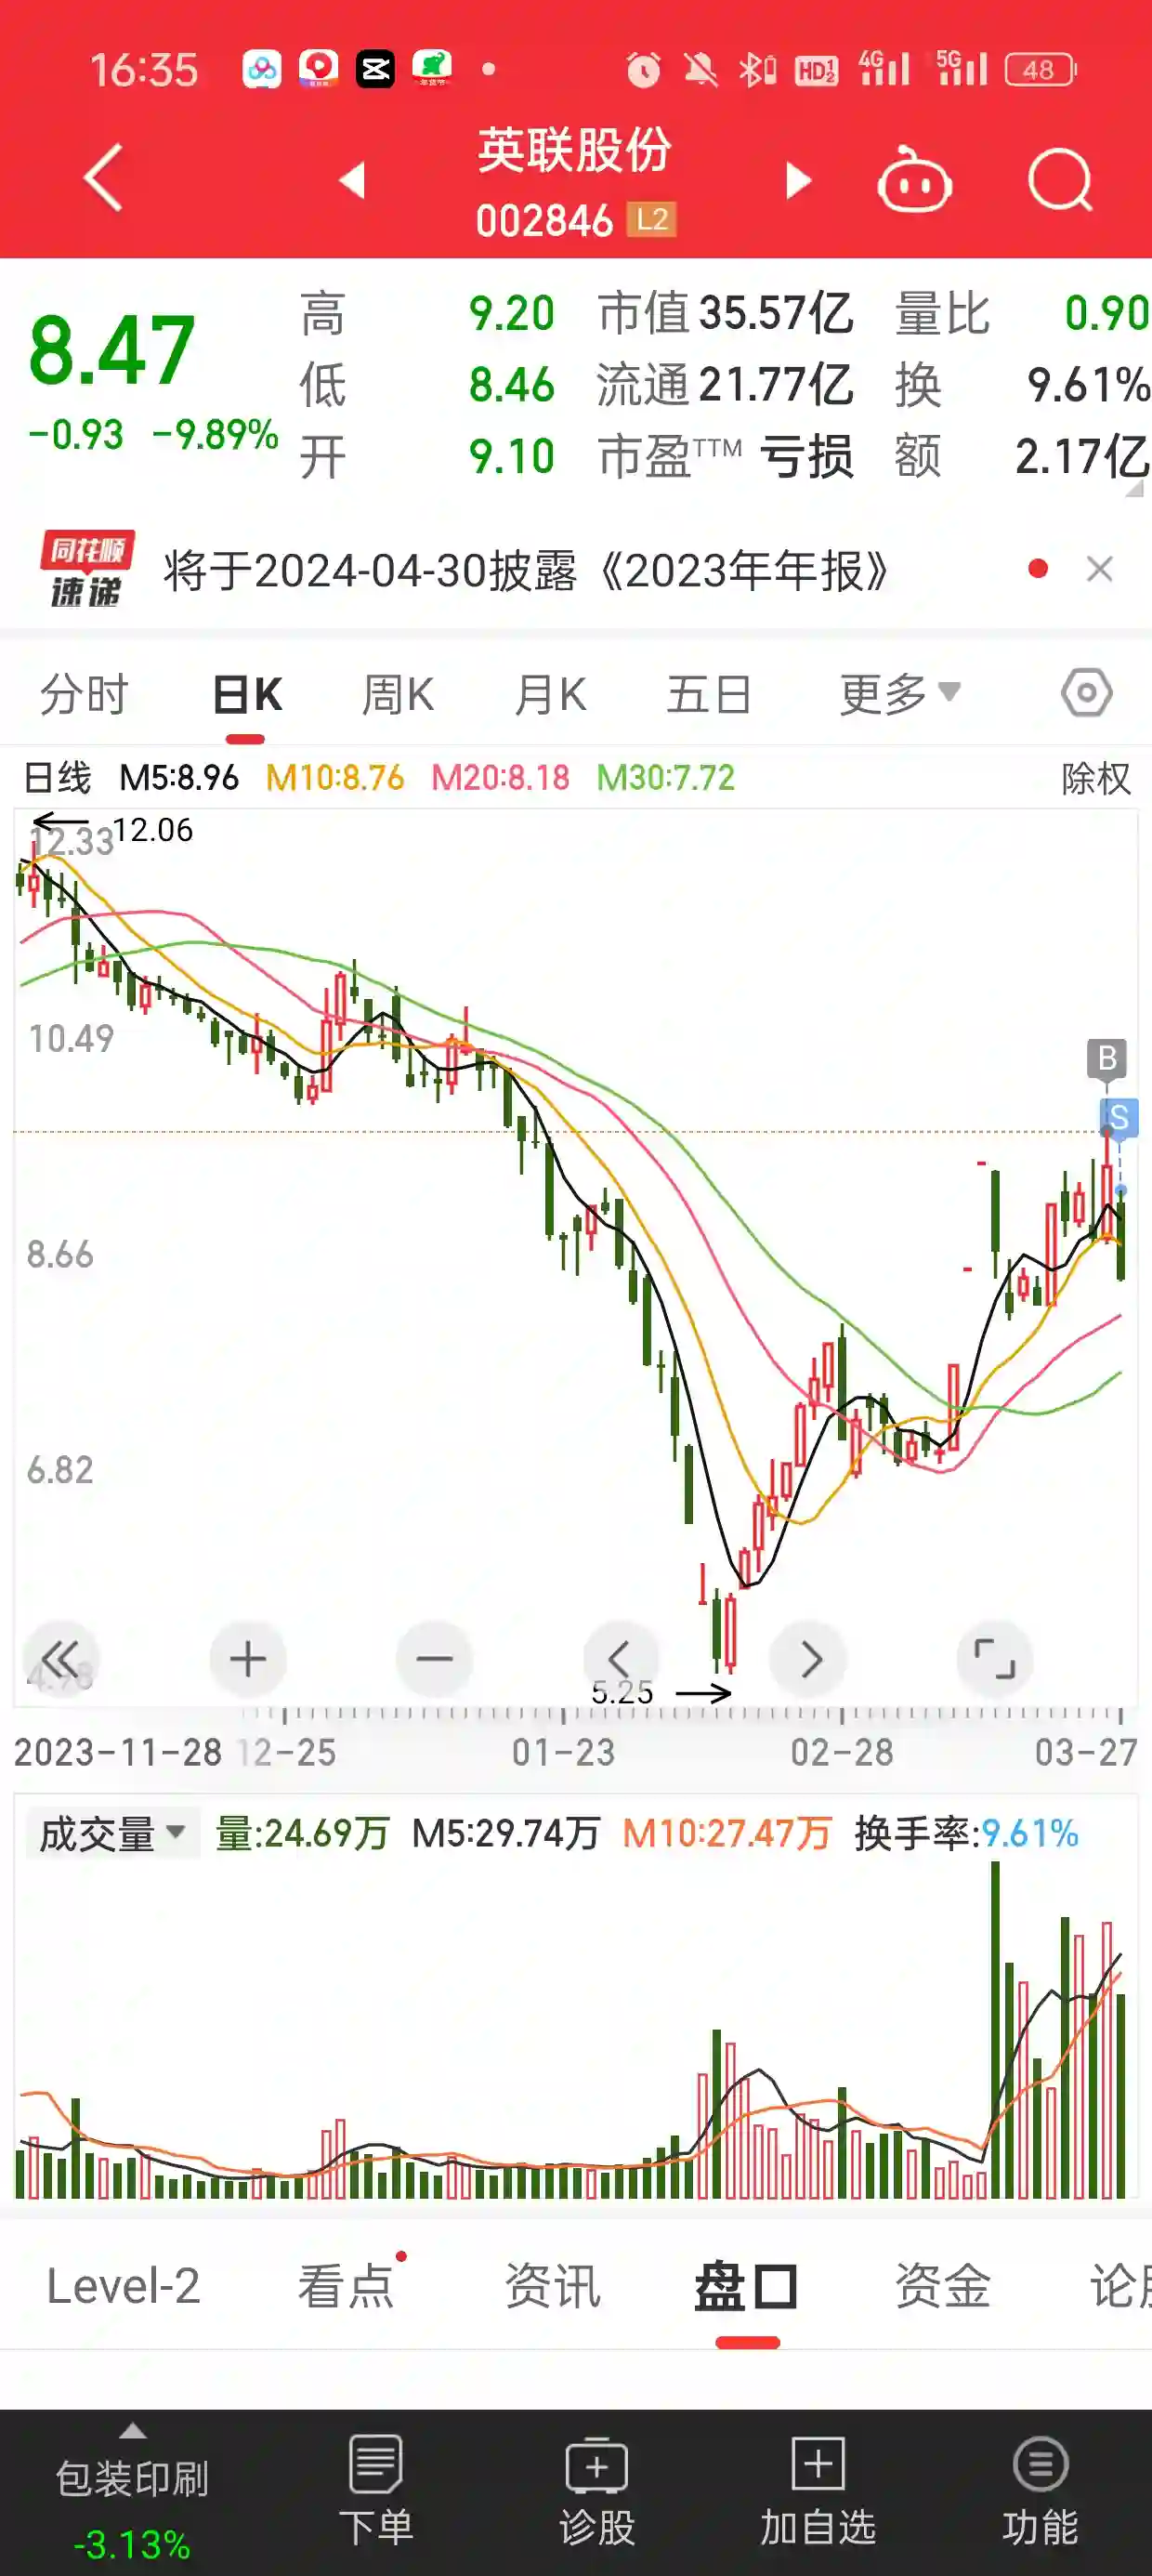 16:35 HD 1 2 4G 5G 48
英联股份
002846 L2
8.47
-0.93 -9.89%
高 9.20 市值 35.57亿 量比 0.90
低 8.46 流通 21.77亿 换 9.61%
开 9.10 市盈TTM 亏损 额 2.17亿
同花顺
速递
将于2024-04-30披露《2023年年报》
分时 日K 周K 月K 五日 更多
日线 M5:8.96 M10:8.76 M20:8.18 M30:7.72 除权
12.06
12.33
10.49
B
S
8.66
6.82
4.98
5.25
2023-11-28 12-25 01-23 02-28 03-27
成交量 量:24.69万 M5:29.74万 M10:27.47万 换手率:9.61%
Level-2 看点 资讯 盘口 资金
包装印刷
-3.13%
下单 诊股 加自选 功能